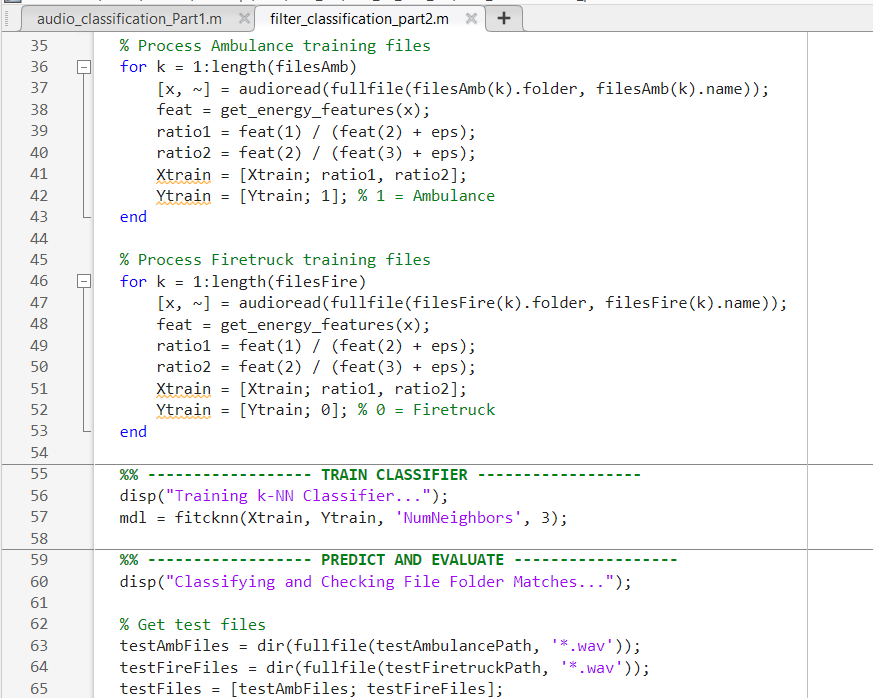 audio_classification_Part1.m filter_classification_part2.m
35 % Process Ambulance training files
36 for k = 1:length(filesAmb)
37 [x, ~] = audioread(fullfile(filesAmb(k).folder, filesAmb(k).name));
38 feat = get_energy_features(x);
39 ratio1 = feat(1) / (feat(2) + eps);
40 ratio2 = feat(2) / (feat(3) + eps);
41 Xtrain = [Xtrain; ratio1, ratio2];
42 Ytrain = [Ytrain; 1]; % 1 = Ambulance
43 end
44
45 % Process Firetruck training files
46 for k = 1:length(filesFire)
47 [x, ~] = audioread(fullfile(filesFire(k).folder, filesFire(k).name));
48 feat = get_energy_features(x);
49 ratio1 = feat(1) / (feat(2) + eps);
50 ratio2 = feat(2) / (feat(3) + eps);
51 Xtrain = [Xtrain; ratio1, ratio2];
52 Ytrain = [Ytrain; 0]; % 0 = Firetruck
53 end
54
55 %% ------------------ TRAIN CLASSIFIER ------------------
56 disp("Training k-NN Classifier...");
57 mdl = fitcknn(Xtrain, Ytrain, 'NumNeighbors', 3);
58
59 %% ------------------ PREDICT AND EVALUATE ------------------
60 disp("Classifying and Checking File Folder Matches...");
61
62 % Get test files
63 testAmbFiles = dir(fullfile(testAmbulancePath, '*.wav'));
64 testFireFiles = dir(fullfile(testFiretruckPath, '*.wav'));
65 testFiles = [testAmbFiles; testFireFiles];